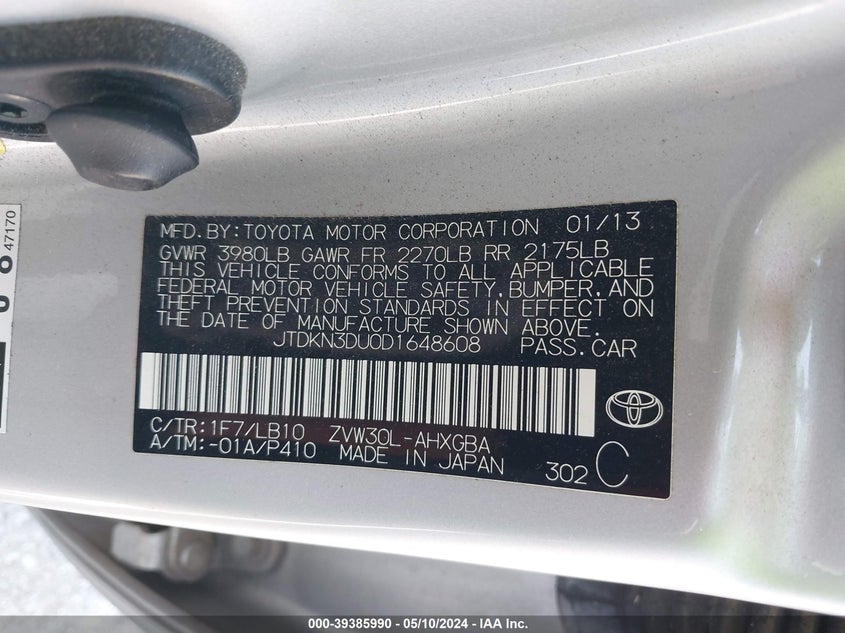 47170
MFD. BY: TOYOTA MOTOR CORPORATION 01/13
GVWR 3980LB GAWR FR 2270LB RR 2175LB
THIS VEHICLE CONFORMS TO ALL APPLICABLE
FEDERAL MOTOR VEHICLE SAFETY, BUMPER, AND
THEFT PREVENTION STANDARDS IN EFFECT ON
THE DATE OF MANUFACTURE SHOWN ABOVE.
JTDKN3DU0D1648608 PASS. CAR
C/TR: 1F7/LB10 ZVW30L-AHXGBA
A/TM: -01A/P410 MADE IN JAPAN 302 C
000-39385990 - 05/10/2024 - IAA Inc.